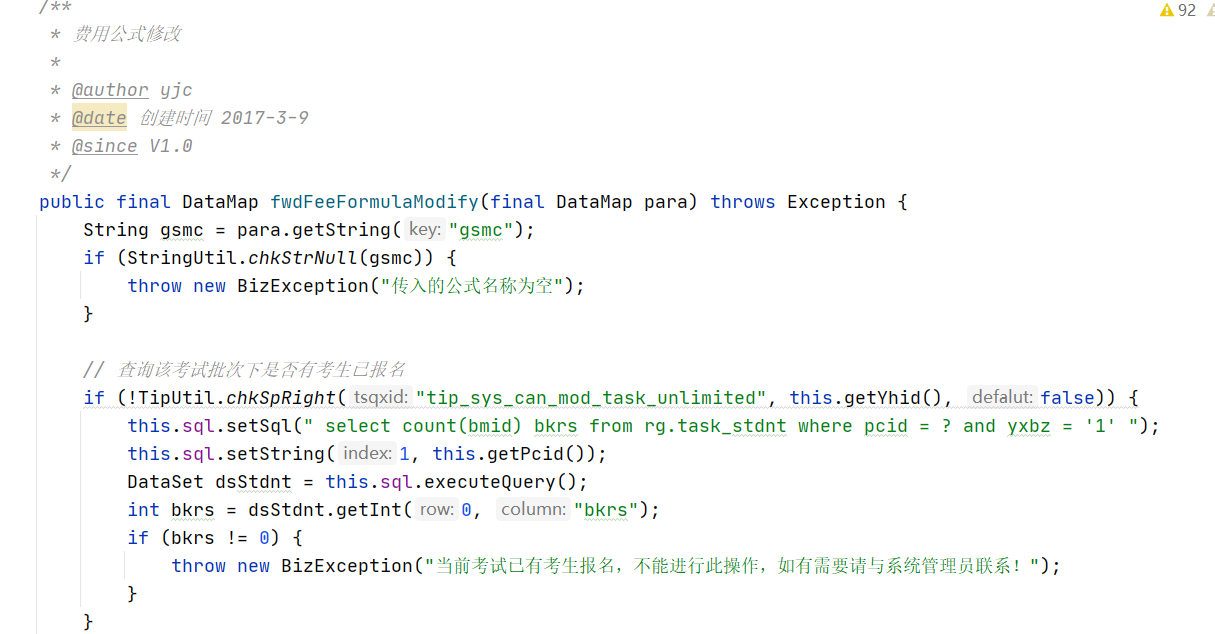 /**
 * 费用公式修改
 *
 * @author yjc
 * @date 创建时间 2017-3-9
 * @since V1.0
 */
public final DataMap fwdFeeFormulaModify(final DataMap para) throws Exception {
    String gsmc = para.getString( key: "gsmc");
    if (StringUtil.chkStrNull(gsmc)) {
        throw new BizException("传入的公式名称为空");
    }
    // 查询该考试批次下是否有考生已报名
    if (!TipUtil.chkSpRight( tsqxid: "tip_sys_can_mod_task_unlimited", this.getYhid(), defalut: false)) {
        this.sql.setSql(" select count(bmid) bkrs from rg.task_stdnt where pcid = ? and yxbz = '1' ");
        this.sql.setString( index: 1, this.getPcid());
        DataSet dsStdnt = this.sql.executeQuery();
        int bkrs = dsStdnt.getInt( row: 0, column: "bkrs");
        if (bkrs != 0) {
            throw new BizException("当前考试已有考生报名，不能进行此操作，如有需要请与系统管理员联系！");
        }
    }
92